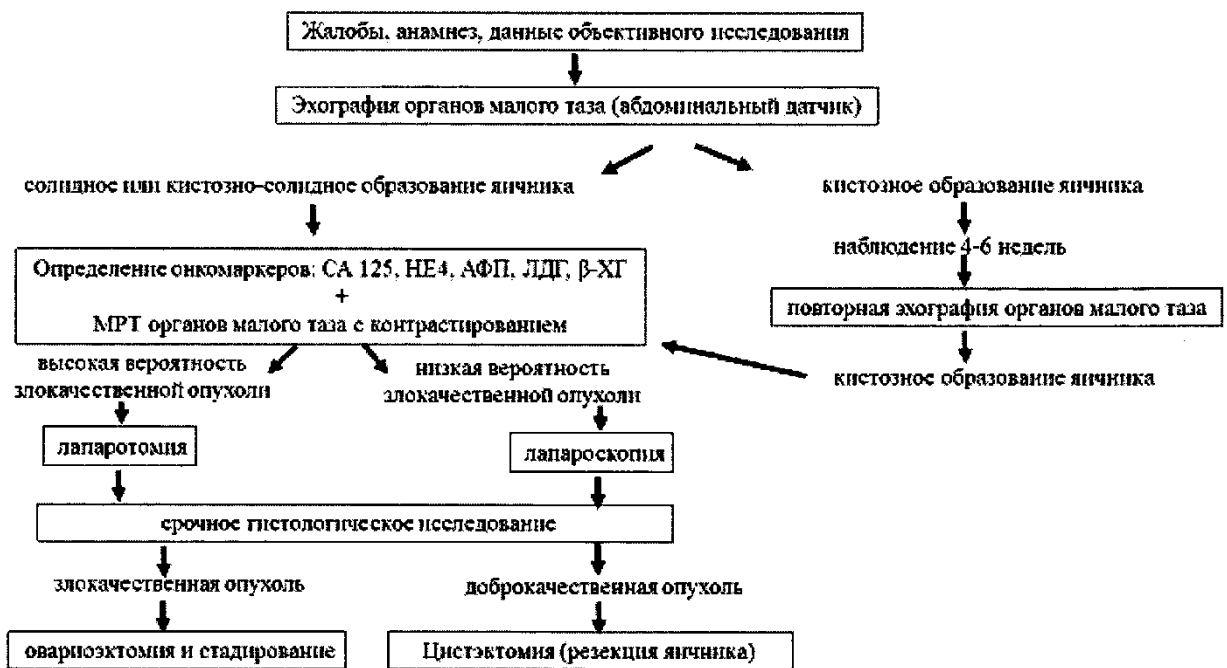 Жалобы, анамнез, данные объективного исследования
Эхография органов малого таза (абдоминальный датчик)
солидное или кистозно-солидное образование яичника
кистозное образование яичника
наблюдение 4-6 недель
Определение онкомаркеров: СА 125, НЕ4, АФП, ЛДГ, β-ХГ
+
МРТ органов малого таза с контрастированием
повторная эхография органов малого таза
кистозное образование яичника
высокая вероятность
злокачественной опухоли
низкая вероятность
злокачественной опухоли
лапаротомия
лапароскопия
срочное гистологическое исследование
злокачественная опухоль
доброкачественная опухоль
овариоэктомия и стадирование
Цистэктомия (резекция яичника)